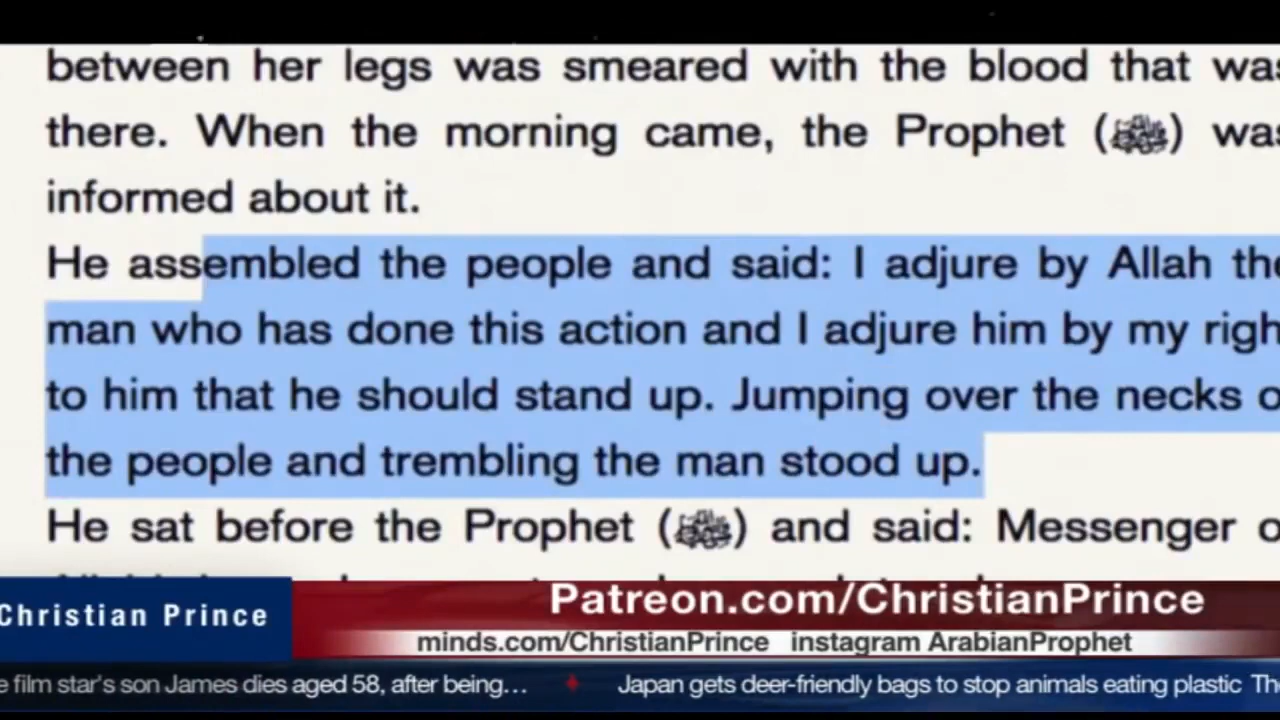 between her legs was smeared with the blood that was
there. When the morning came, the Prophet (ﷺ) was
informed about it.
He assembled the people and said: I adjure by Allah the
man who has done this action and I adjure him by my righ
to him that he should stand up. Jumping over the necks o
the people and trembling the man stood up.
He sat before the Prophet (ﷺ) and said: Messenger o
Christian Prince
Patreon.com/ChristianPrince
minds.com/ChristianPrince instagram ArabianProphet
e film star's son James dies aged 58, after being... ♦ Japan gets deer-friendly bags to stop animals eating plastic Th